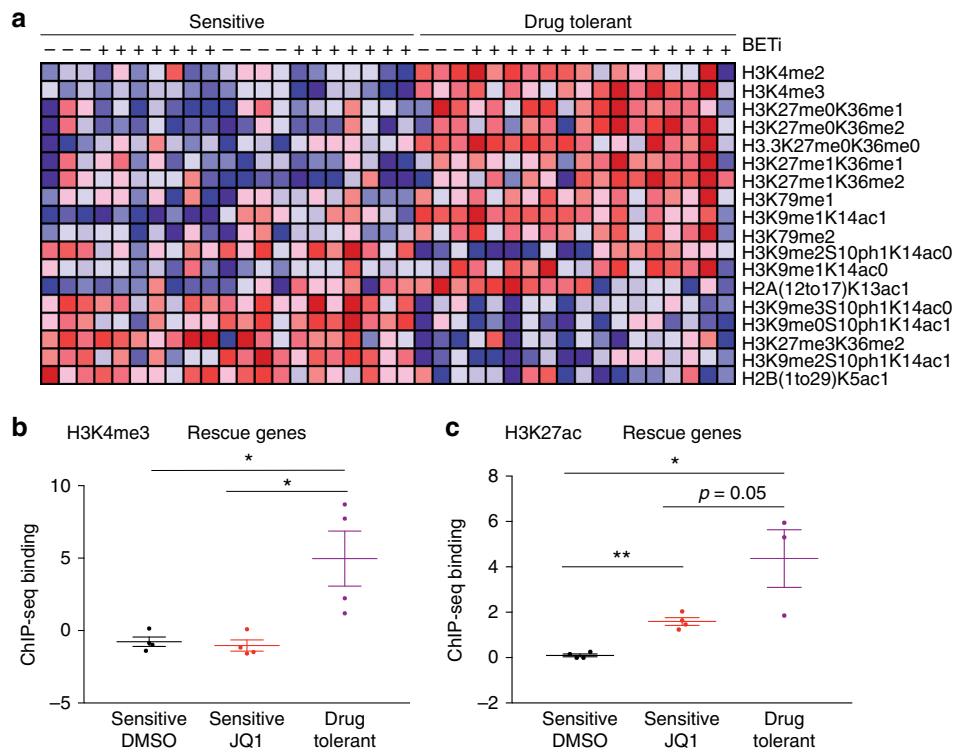 a
Sensitive
Drug tolerant
− − − + + + + + + + − − − − + + + + + + + − − − + + + + + + + − − − + + + + +
BETi
H3K4me2
H3K4me3
H3K27me0K36me1
H3K27me0K36me2
H3.3K27me0K36me0
H3K27me1K36me1
H3K27me1K36me2
H3K79me1
H3K9me1K14ac1
H3K79me2
H3K9me2S10ph1K14ac0
H3K9me1K14ac0
H2A(12to17)K13ac1
H3K9me3S10ph1K14ac0
H3K9me0S10ph1K14ac1
H3K27me3K36me2
H3K9me2S10ph1K14ac1
H2B(1to29)K5ac1
b
H3K4me3 Rescue genes
*
*
ChIP-seq binding
10
5
0
−5
Sensitive DMSO
Sensitive JQ1
Drug tolerant
c
H3K27ac Rescue genes
*
p = 0.05
**
ChIP-seq binding
8
6
4
2
0
−2
Sensitive DMSO
Sensitive JQ1
Drug tolerant